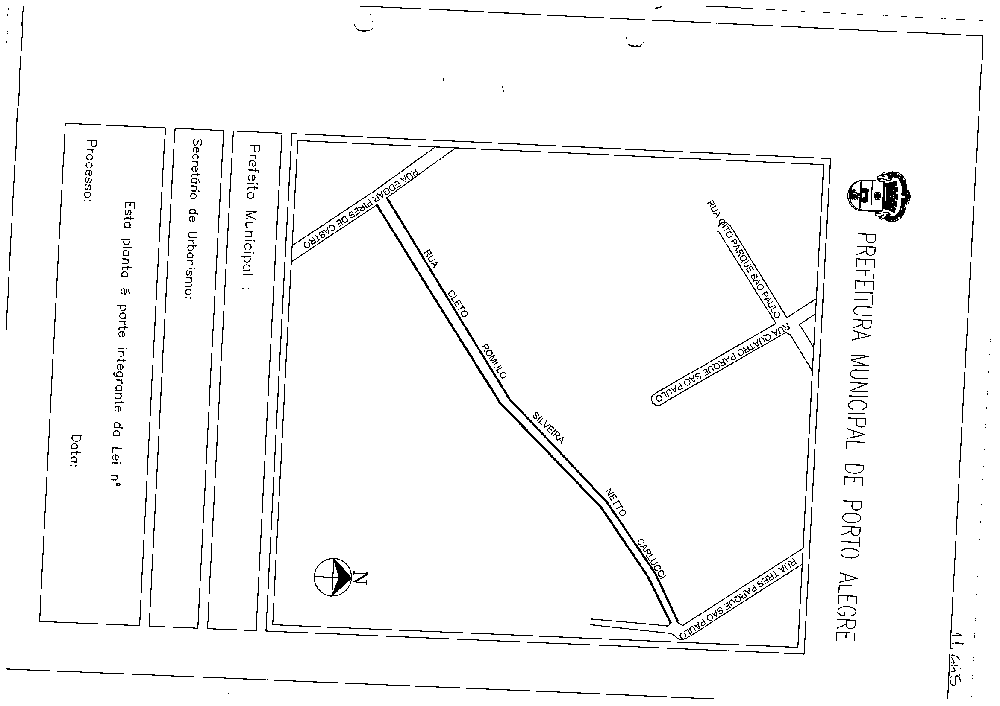 11.665
PREFEITURA MUNICIPAL DE PORTO ALEGRE
RUA OITO PARQUE SAO PAULO
RUA QUATRO PARQUE SAO PAULO
RUA TRES PARQUE SAO PAULO
RUA CLETO ROMULO SILVEIRA NETTO CARLUCCI
RUA EDGAR PIRES DE CASTRO
N
Prefeito Municipal :
Secretário de Urbanismo:
Esta planta é parte integrante da Lei n°
Processo:
Data: